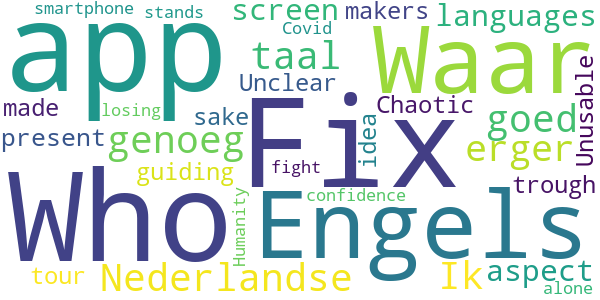 smartphone stands
app
Covid
screen makers languages
Waar
taal
Unclear
made
losing
sake
Chaotic
goed
Unusable
present
genoeg
Fix
idea
erger
guiding
fight
trough
Who
Humanity
confidence
Engels
tour Nederlandse
Ik aspect
alone